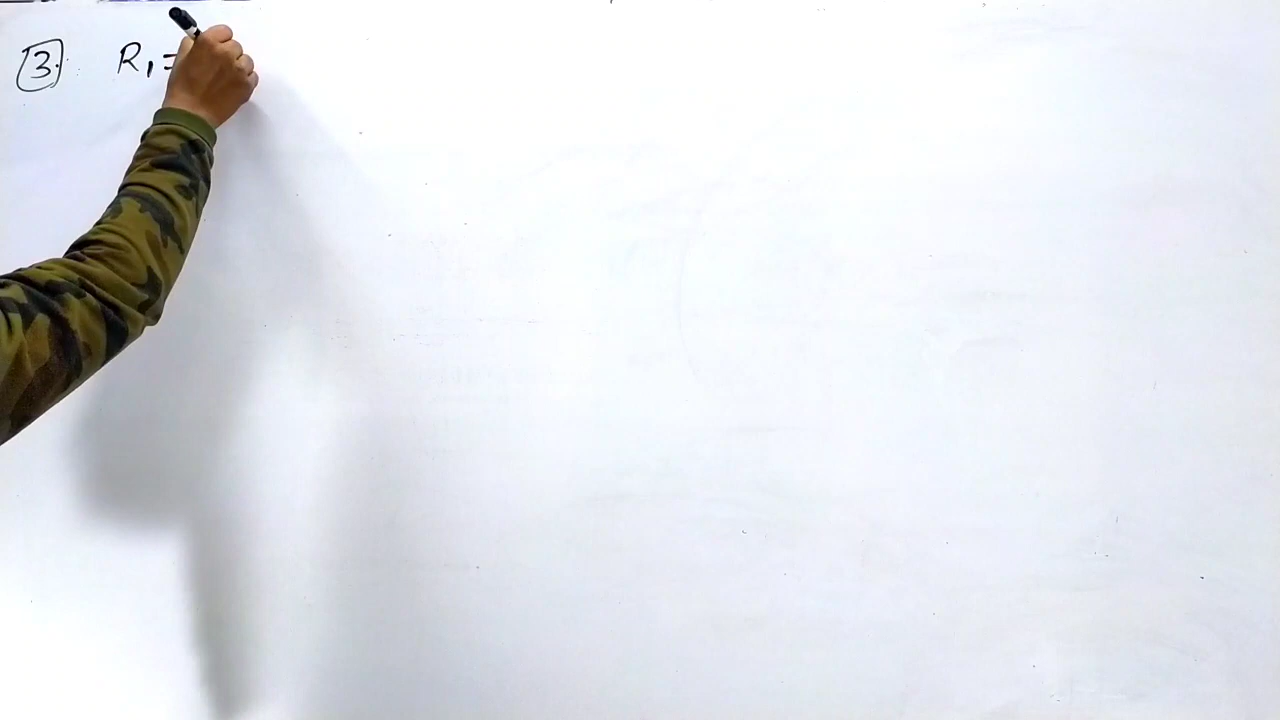 3. R₁ =